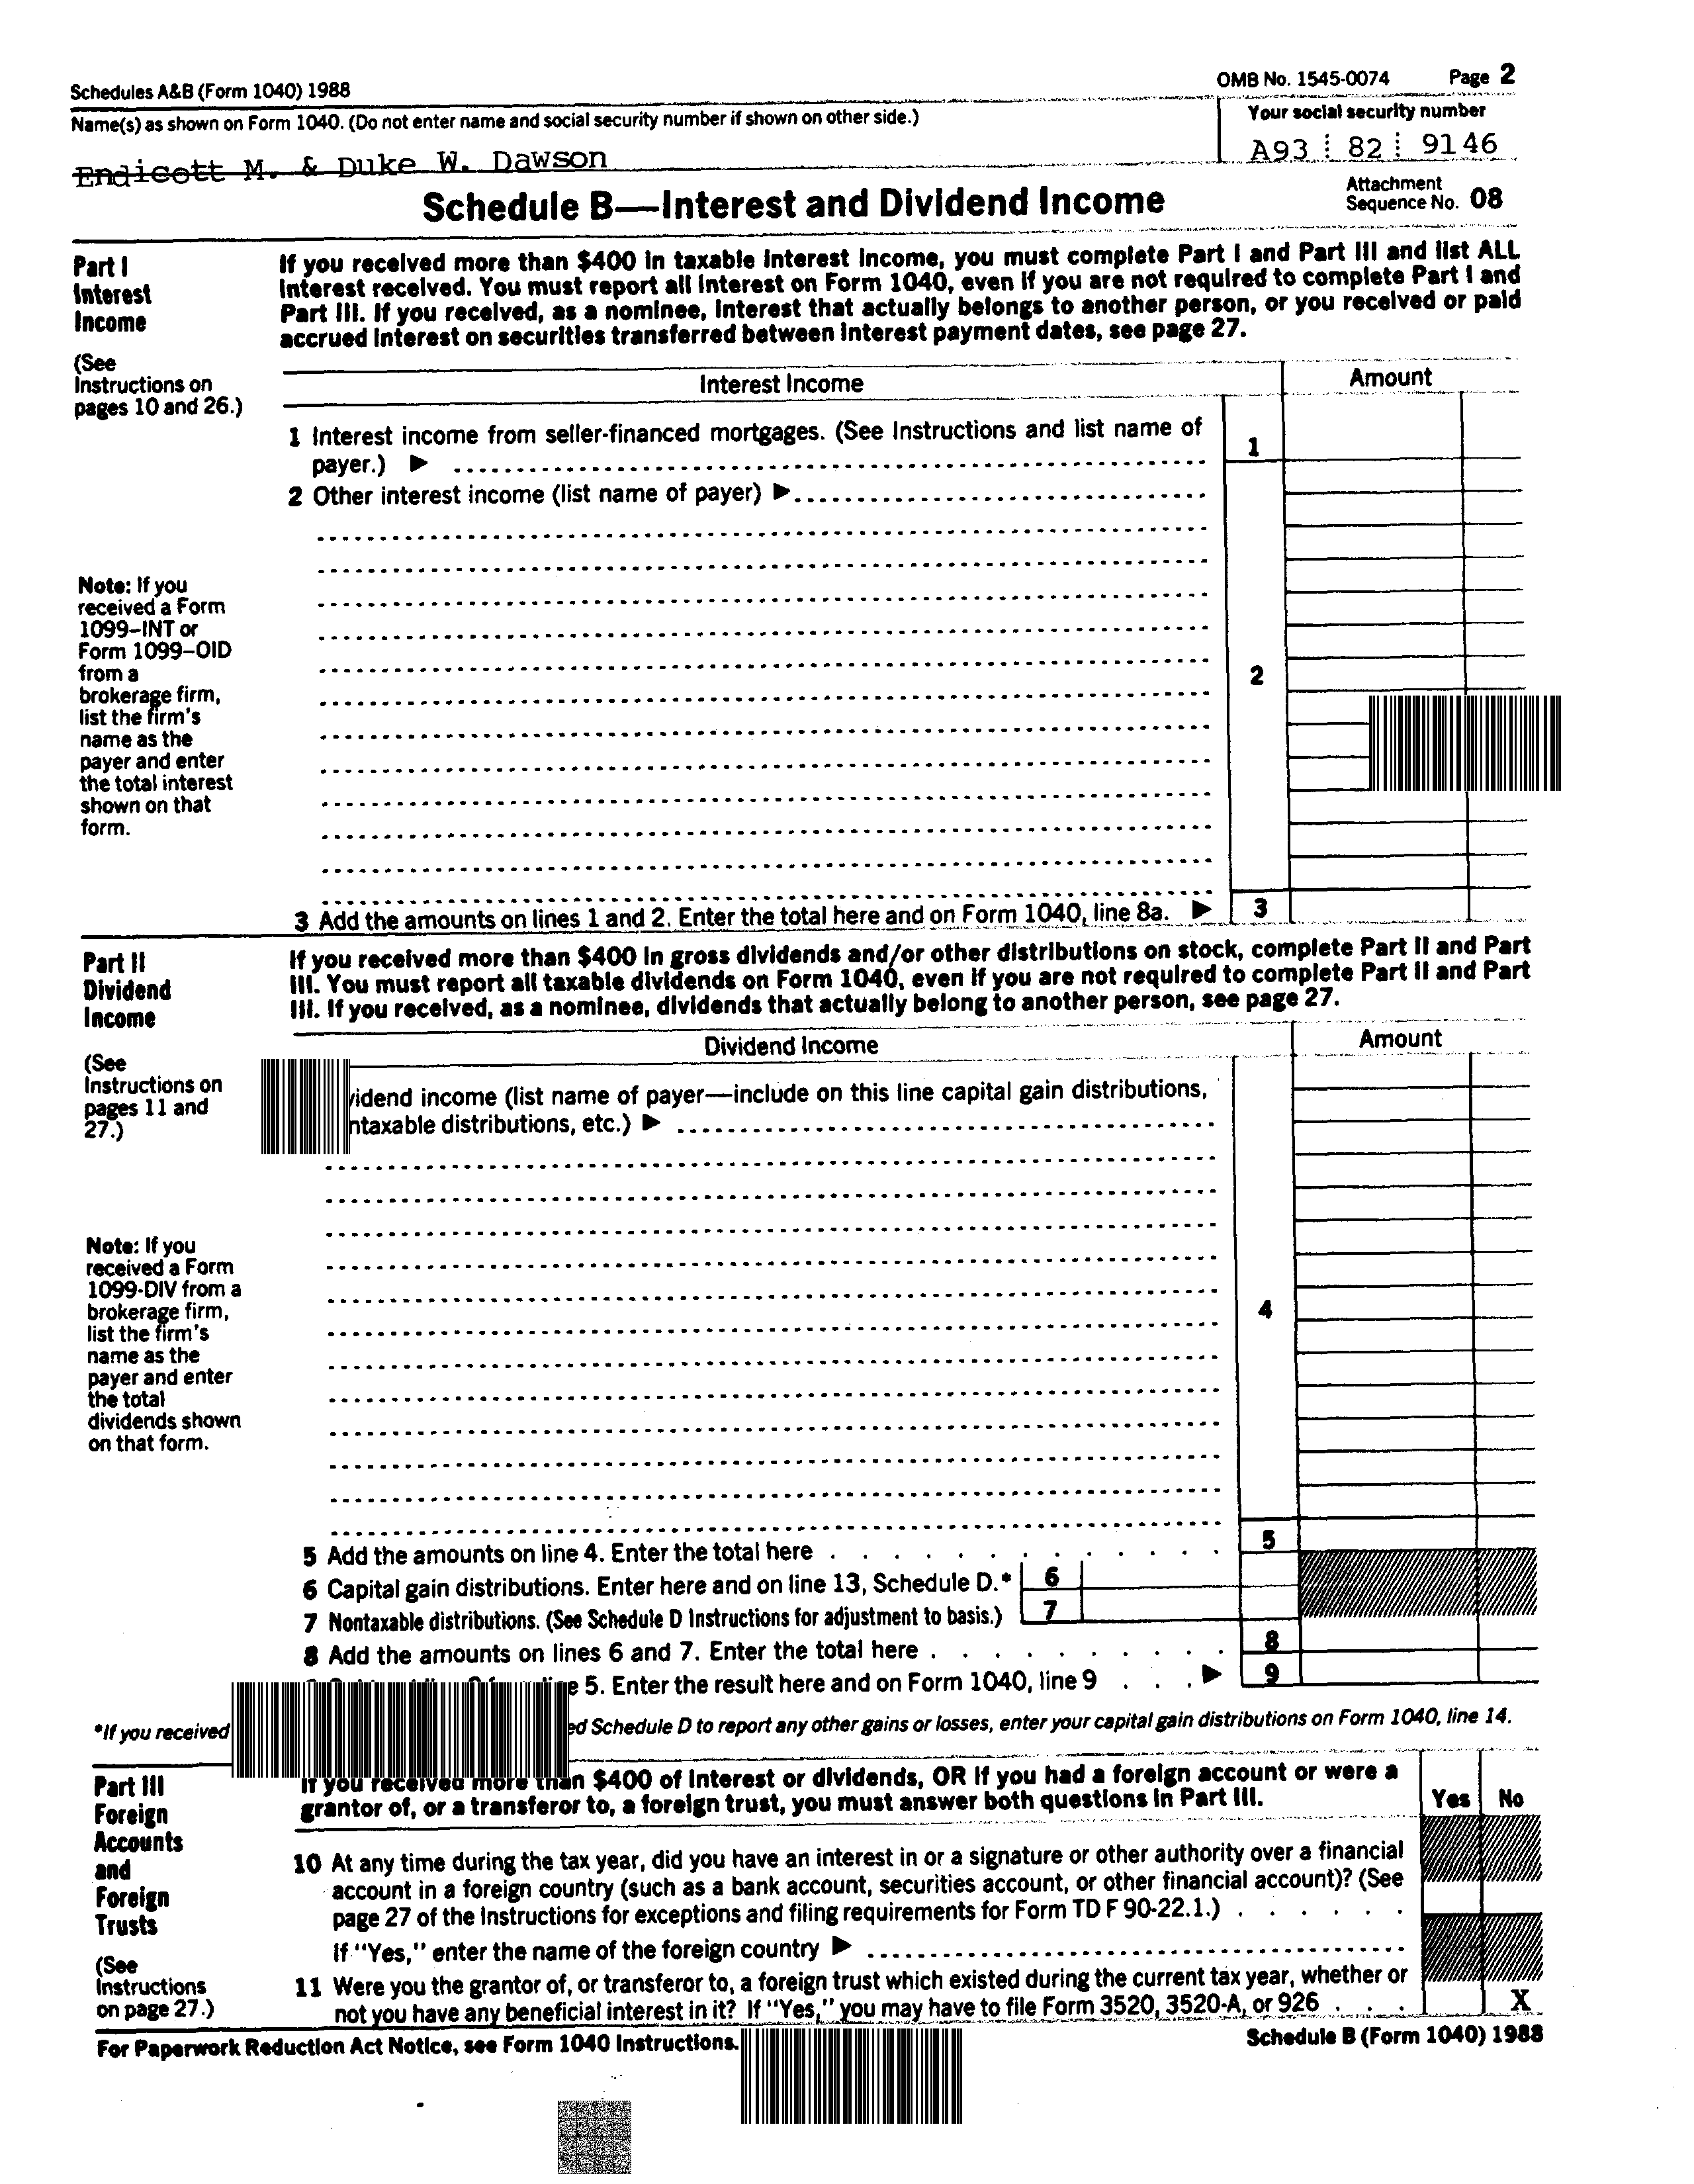 Schedules A&B (Form 1040) 1988
OMB No. 1545-0074 Page 2
Name(s) as shown on Form 1040. (Do not enter name and social security number if shown on other side.)
Your social security number
Endicott M. & Duke W. Dawson
A93 82 9146
Schedule B—Interest and Dividend Income
Attachment
Sequence No. 08
Part I
Interest
Income
(See
Instructions on
pages 10 and 26.)
If you received more than $400 in taxable interest income, you must complete Part I and Part III and list ALL
interest received. You must report all interest on Form 1040, even if you are not required to complete Part I and
Part III. If you received, as a nominee, interest that actually belongs to another person, or you received or paid
accrued interest on securities transferred between interest payment dates, see page 27.
Interest Income
Amount
1 Interest income from seller-financed mortgages. (See Instructions and list name of
payer.) ▶
1
2 Other interest income (list name of payer) ▶
Note: If you
received a Form
1099–INT or
Form 1099–OID
from a
brokerage firm,
list the firm's
name as the
payer and enter
the total interest
shown on that
form.
2
3 Add the amounts on lines 1 and 2. Enter the total here and on Form 1040, line 8a. ▶
3
Part II
Dividend
Income
(See
Instructions on
pages 11 and
27.)
If you received more than $400 in gross dividends and/or other distributions on stock, complete Part II and Part
III. You must report all taxable dividends on Form 1040, even if you are not required to complete Part II and Part
III. If you received, as a nominee, dividends that actually belong to another person, see page 27.
Dividend Income
Amount
income (list name of payer—include on this line capital gain distributions,
distributions, etc.) ▶
Note: If you
received a Form
1099-DIV from a
brokerage firm,
list the firm's
name as the
payer and enter
the total
dividends shown
on that form.
4
5 Add the amounts on line 4. Enter the total here . . . . . . . . . . . . .
5
6 Capital gain distributions. Enter here and on line 13, Schedule D.*
6
7 Nontaxable distributions. (See Schedule D Instructions for adjustment to basis.)
7
8 Add the amounts on lines 6 and 7. Enter the total here . . . . . . . . . .
8
5. Enter the result here and on Form 1040, line 9 . . . ▶
9
*If you received
Schedule D to report any other gains or losses, enter your capital gain distributions on Form 1040, line 14.
Part III
Foreign
Accounts
and
Foreign
Trusts
(See
Instructions
on page 27.)
If you received more than $400 of interest or dividends, OR if you had a foreign account or were a
grantor of, or a transferor to, a foreign trust, you must answer both questions in Part III.
Yes No
10 At any time during the tax year, did you have an interest in or a signature or other authority over a financial
account in a foreign country (such as a bank account, securities account, or other financial account)? (See
page 27 of the Instructions for exceptions and filing requirements for Form TD F 90-22.1.) . . . . . .
If "Yes," enter the name of the foreign country ▶
11 Were you the grantor of, or transferor to, a foreign trust which existed during the current tax year, whether or
not you have any beneficial interest in it? If "Yes," you may have to file Form 3520, 3520-A, or 926 . . .
X
For Paperwork Reduction Act Notice, see Form 1040 Instructions.
Schedule B (Form 1040) 1988